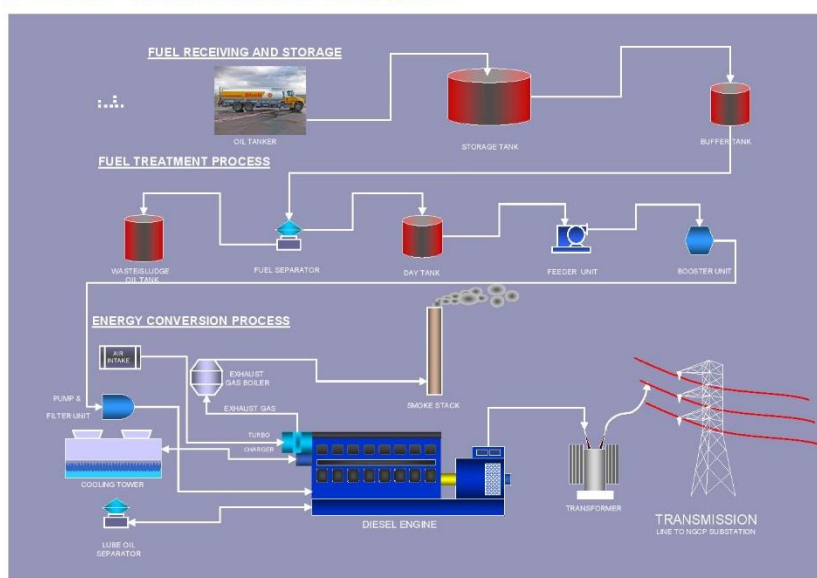 FUEL RECEIVING AND STORAGE
OIL TANKER
STORAGE TANK
BUFFER TANK
FUEL TREATMENT PROCESS
WASTE/SLUDGE
OIL TANK
FUEL SEPARATOR
DAY TANK
FEEDER UNIT
BOOSTER UNIT
ENERGY CONVERSION PROCESS
AIR
INTAKE
EXHAUST
GAS BOILER
SMOKE STACK
PUMP &
FILTER UNIT
EXHAUST GAS
TURBO
CHARGER
COOLING TOWER
DIESEL ENGINE
TRANSFORMER
LUBE OIL
SEPARATOR
TRANSMISSION
LINE TO NGCP SUBSTATION